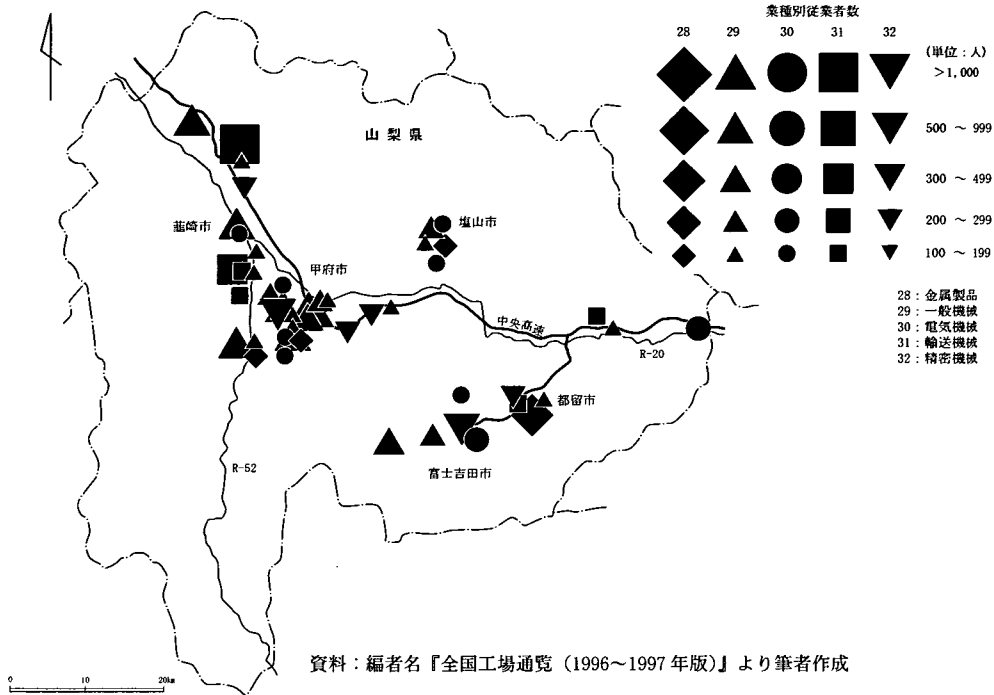 業種別従業者数
28 29 30 31 32
(単位:人)
>1,000
500 ~ 999
300 ~ 499
200 ~ 299
100 ~ 199
28:金属製品
29:一般機械
30:電気機械
31:輸送機械
32:精密機械
山梨県
韮崎市
塩山市
甲府市
中央高速
R-20
都留市
富士吉田市
R-52
0 10 20km
資料:編者名『全国工場通覧(1996~1997年版)』より筆者作成